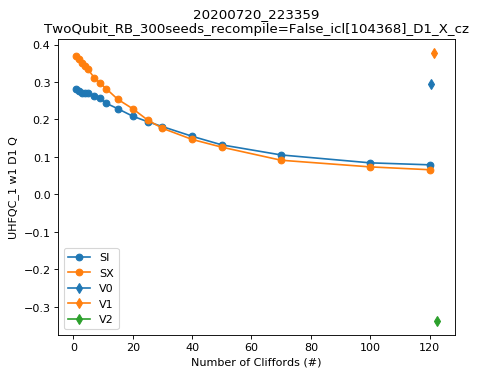 20200720_223359
TwoQubit_RB_300seeds_recompile=False_icl[104368]_D1_X_cz
UHFQC_1 w1 D1 Q
0.4
0.3
0.2
0.1
0.0
−0.1
−0.2
−0.3
SI
SX
V0
V1
V2
0 20 40 60 80 100 120
Number of Cliffords (#)